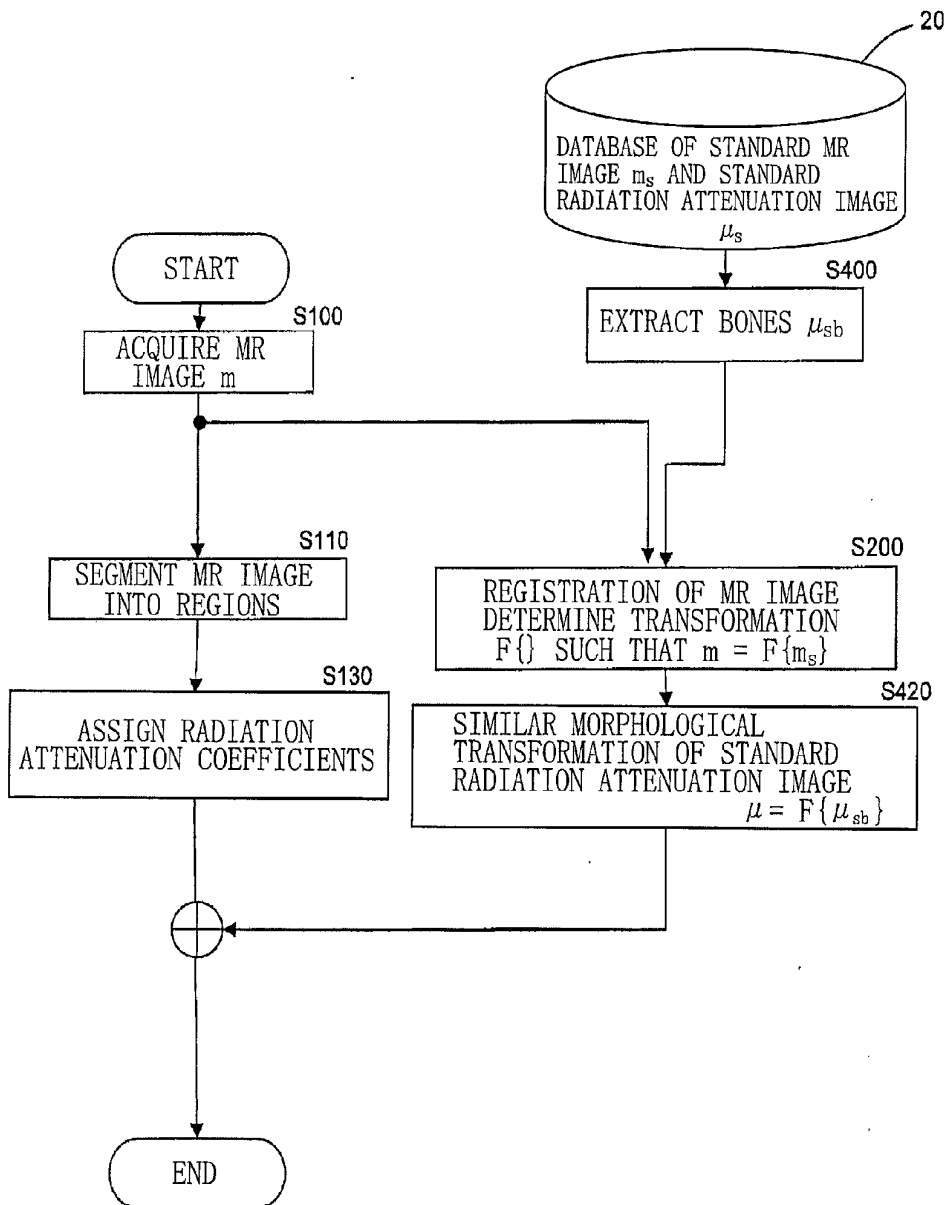 20
DATABASE OF STANDARD MR
IMAGE mₛ AND STANDARD
RADIATION ATTENUATION IMAGE
μₛ
START
S400
EXTRACT BONES μ_sb
S100
ACQUIRE MR
IMAGE m
S110
SEGMENT MR IMAGE
INTO REGIONS
S200
REGISTRATION OF MR IMAGE
DETERMINE TRANSFORMATION
F{} SUCH THAT m = F{mₛ}
S130
ASSIGN RADIATION
ATTENUATION COEFFICIENTS
S420
SIMILAR MORPHOLOGICAL
TRANSFORMATION OF STANDARD
RADIATION ATTENUATION IMAGE
μ = F{μ_sb}
END